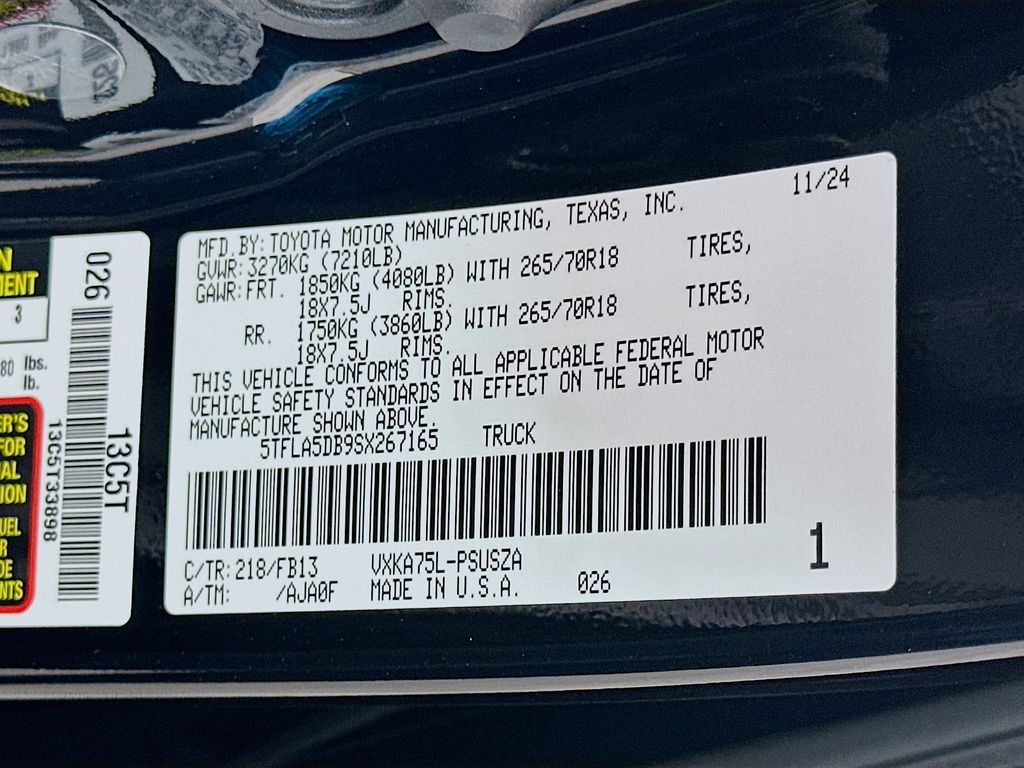 11/24
MFD.BY:TOYOTA MOTOR MANUFACTURING, TEXAS, INC.
GVWR:3270KG (7210LB)
GAWR:FRT. 1850KG (4080LB) WITH 265/70R18 TIRES,
18X7.5J RIMS.
RR. 1750KG (3860LB) WITH 265/70R18 TIRES,
18X7.5J RIMS.
THIS VEHICLE CONFORMS TO ALL APPLICABLE FEDERAL MOTOR
VEHICLE SAFETY STANDARDS IN EFFECT ON THE DATE OF
MANUFACTURE SHOWN ABOVE.
5TFLA5DB9SX267165 TRUCK
C/TR:218/FB13 VXKA75L-PSUSZA
A/TM: /AJA0F MADE IN U.S.A. 026
1
026
13C5T
13C5T33898
3
80 lbs.
lb.